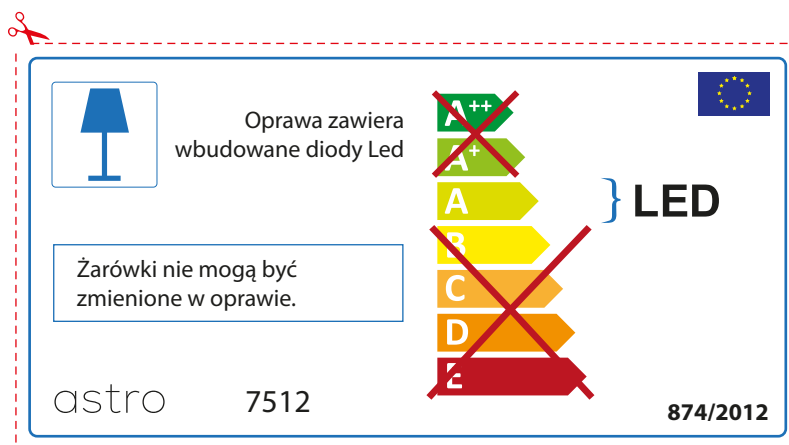 Oprawa zawiera
wbudowane diody Led
A++
A+
A
B
C
D
E
} LED
Żarówki nie mogą być
zmienione w oprawie.
astro
7512
874/2012